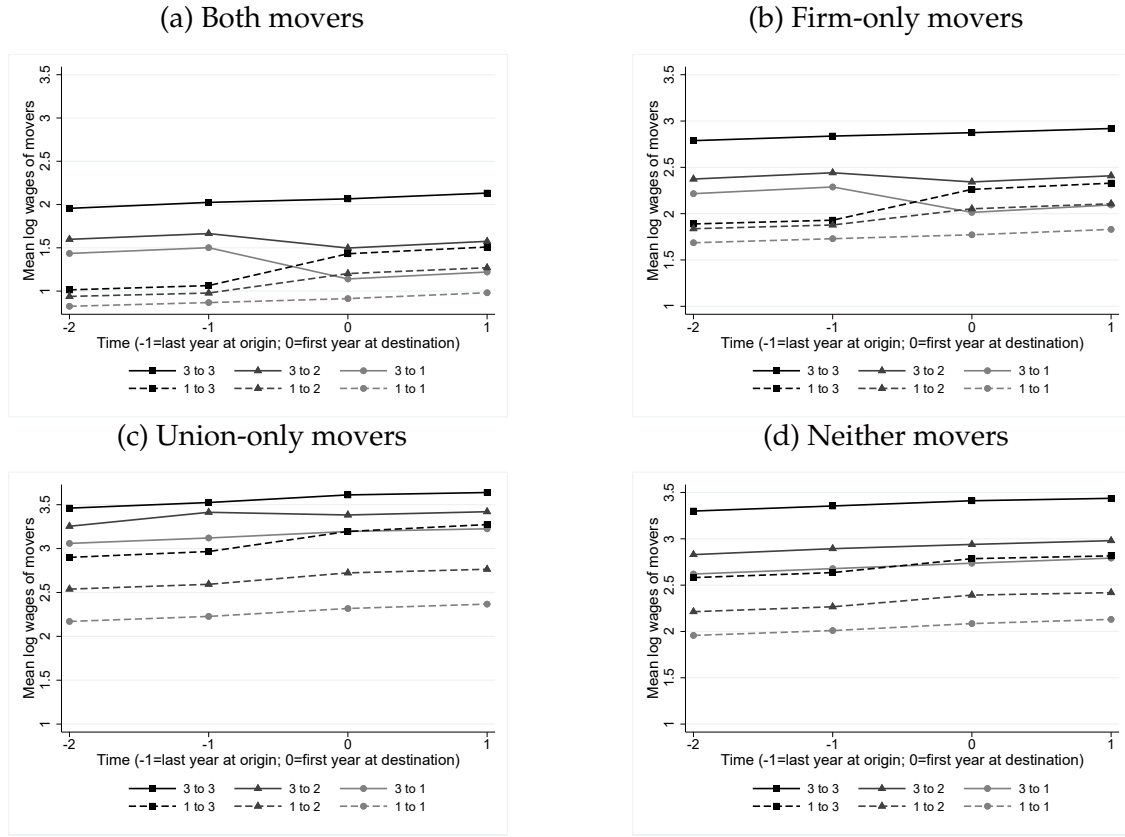 (a) Both movers
Mean log wages of movers
3.5
3
2.5
2
1.5
1
-2 -1 0 1
Time (-1=last year at origin; 0=first year at destination)
3 to 3 3 to 2 3 to 1
1 to 3 1 to 2 1 to 1
(b) Firm-only movers
Mean log wages of movers
3.5
3
2.5
2
1.5
1
-2 -1 0 1
Time (-1=last year at origin; 0=first year at destination)
3 to 3 3 to 2 3 to 1
1 to 3 1 to 2 1 to 1
(c) Union-only movers
Mean log wages of movers
3.5
3
2.5
2
1.5
1
-2 -1 0 1
Time (-1=last year at origin; 0=first year at destination)
3 to 3 3 to 2 3 to 1
1 to 3 1 to 2 1 to 1
(d) Neither movers
Mean log wages of movers
3.5
3
2.5
2
1.5
1
-2 -1 0 1
Time (-1=last year at origin; 0=first year at destination)
3 to 3 3 to 2 3 to 1
1 to 3 1 to 2 1 to 1